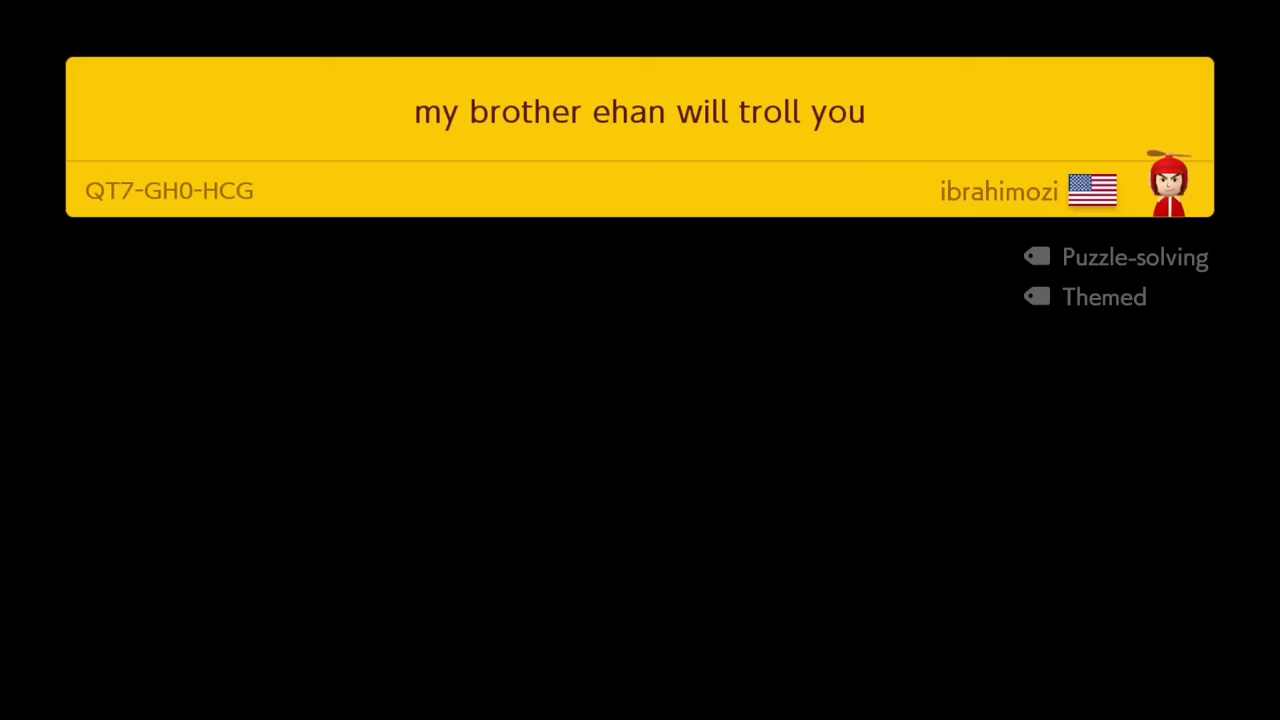 my brother ehan will troll you
QT7-GH0-HCG
ibrahimozi
Puzzle-solving
Themed